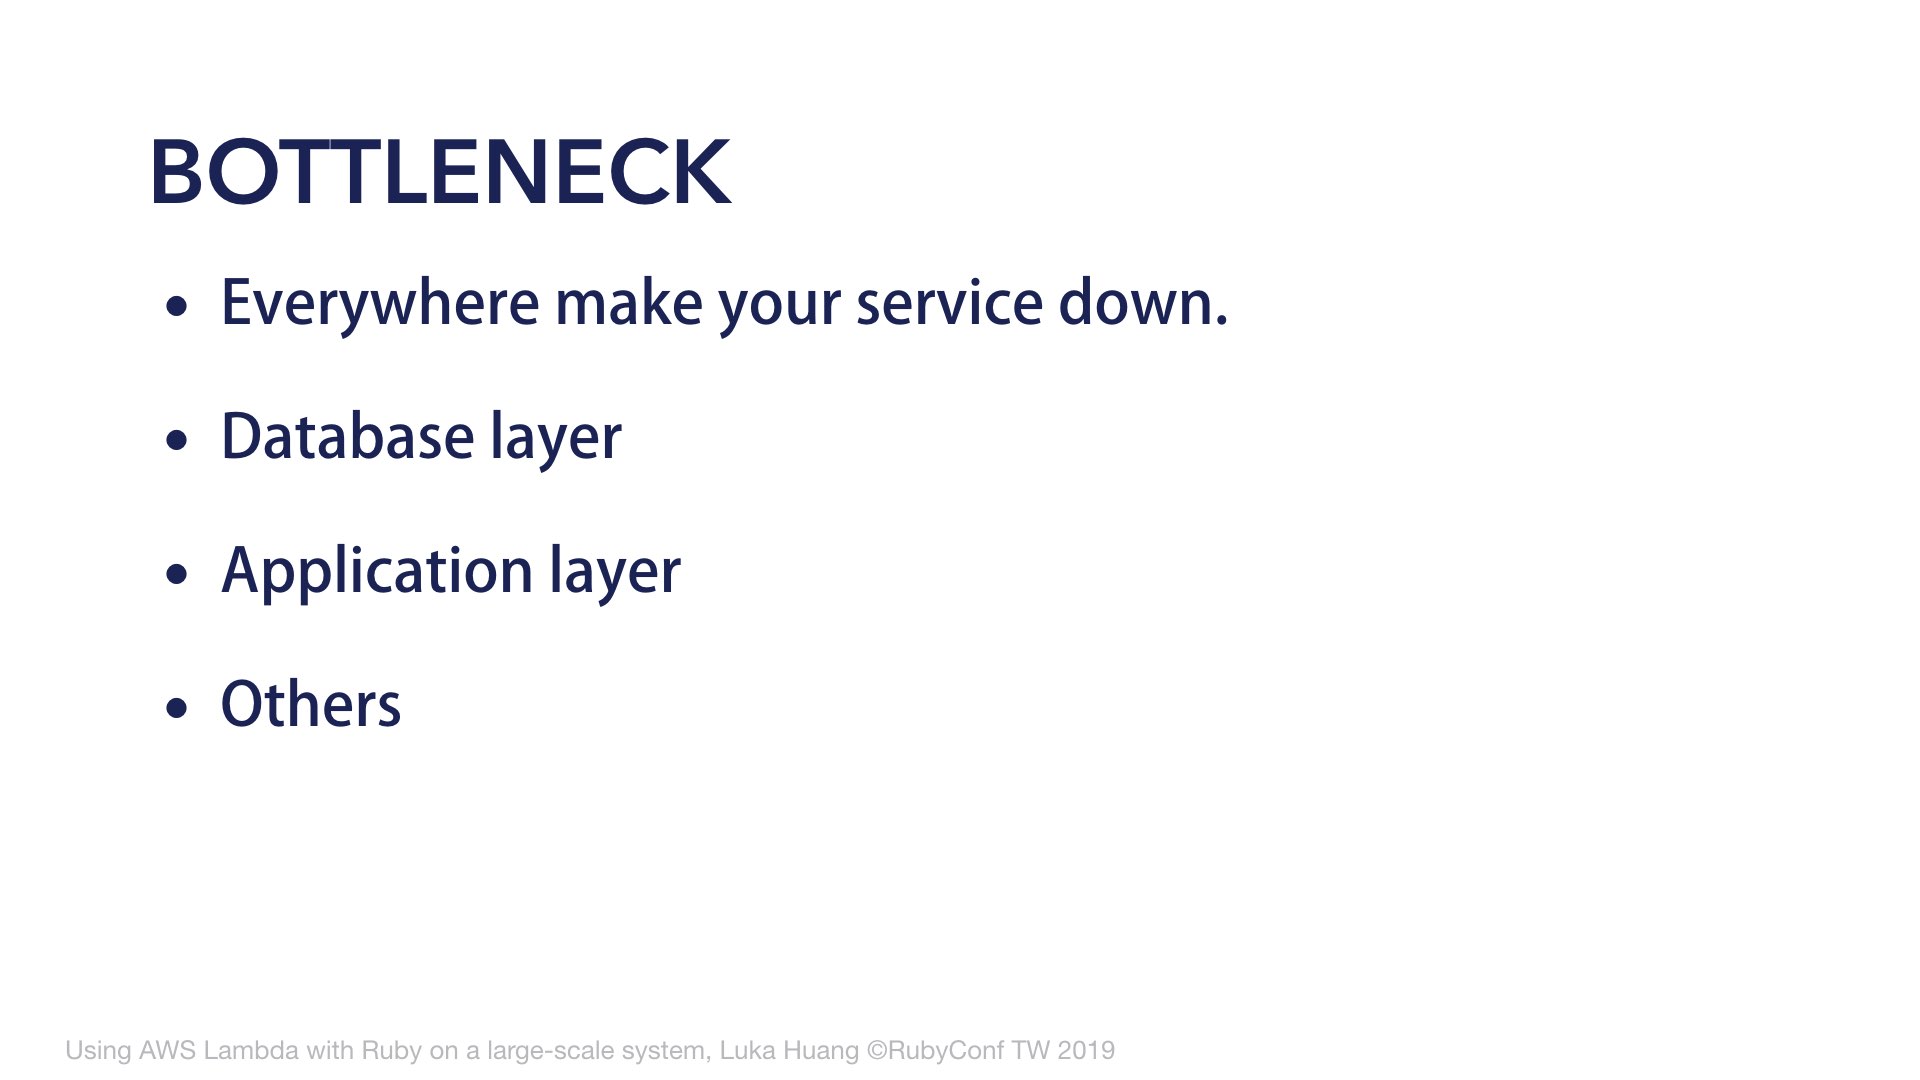 BOTTLENECK
• Everywhere make your service down.
• Database layer
• Application layer
• Others
Using AWS Lambda with Ruby on a large-scale system, Luka Huang ©RubyConf TW 2019